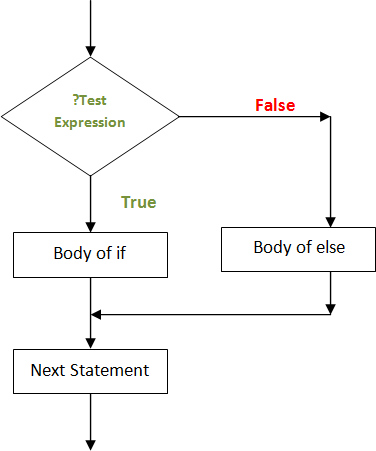 ?Test
Expression
False
True
Body of if
Body of else
Next Statement